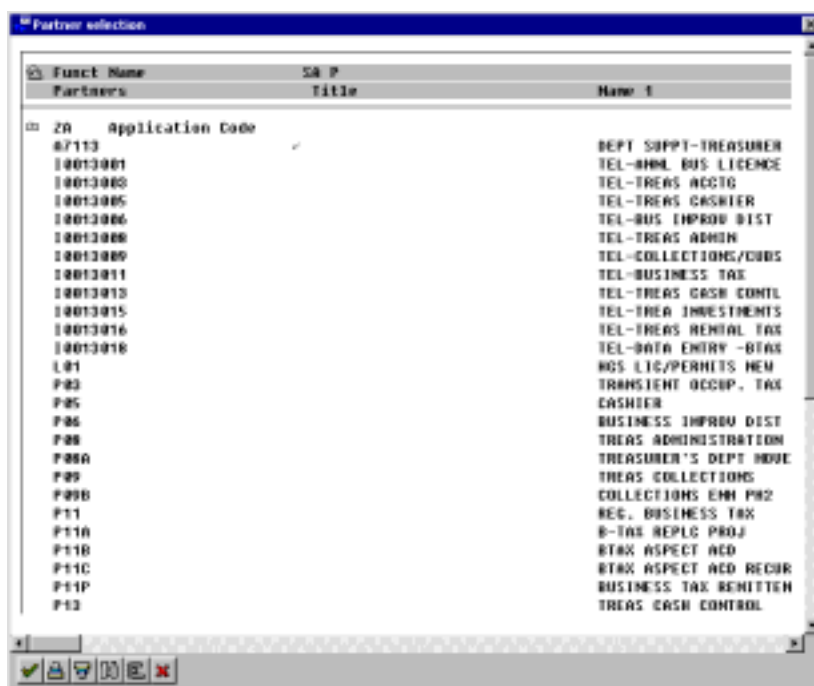 Partner selection
Funct Name SA P
Partners Title Name 1
ZA Application Code
A7113 DEPT SUPPT-TREASURER
I0013001 TEL-ANNL BUS LICENCE
I0013003 TEL-TREAS ACCTG
I0013005 TEL-TREAS CASHIER
I0013006 TEL-BUS IMPROV DIST
I0013008 TEL-TREAS ADMIN
I0013009 TEL-COLLECTIONS/CUBS
I0013011 TEL-BUSINESS TAX
I0013013 TEL-TREAS CASH CONTL
I0013015 TEL-TREA INVESTMENTS
I0013016 TEL-TREAS RENTAL TAX
I0013018 TEL-DATA ENTRY -BTAX
L01 LIC/PERMITS NEW
P03 TRANSIENT OCCUP. TAX
P05 CASHIER
P06 BUSINESS IMPROV DIST
P08 TREAS ADMINISTRATION
P08A TREASURER'S DEPT MOVE
P09 TREAS COLLECTIONS
P09B COLLECTIONS ENH PH2
P11 REG. BUSINESS TAX
P11A B-TAX REPLC PROJ
P11B BTAX ASPECT ACD
P11C BTAX ASPECT ACD RECUR
P11P BUSINESS TAX REMITTEN
P13 TREAS CASH CONTROL